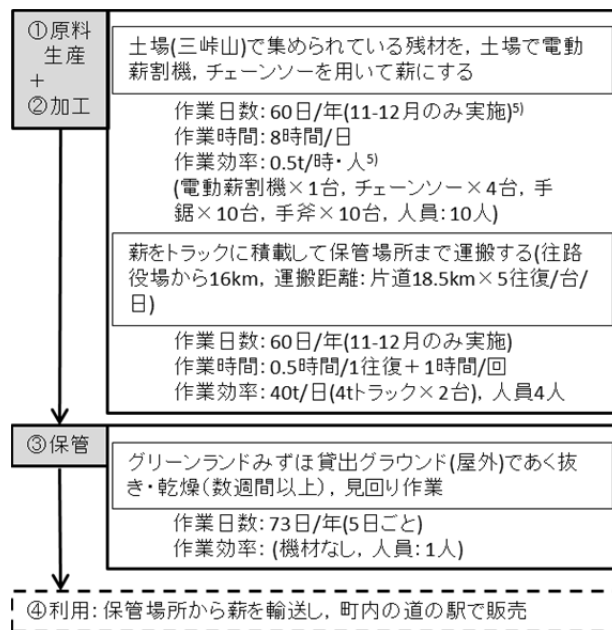 ①原料
生産
+
②加工
土場(三峠山)で集められている残材を,土場で電動
薪割機,チェーンソーを用いて薪にする
作業日数:60日/年(11-12月のみ実施)5)
作業時間:8時間/日
作業効率:0.5t/時・人5)
(電動薪割機×1台,チェーンソー×4台,手
鋸×10台,手斧×10台,人員:10人)
薪をトラックに積載して保管場所まで運搬する(往路
役場から16km,運搬距離:片道18.5km×5往復/台/
日)
作業日数:60日/年(11-12月のみ実施)
作業時間:0.5時間/1往復+1時間/回
作業効率:40t/日(4tトラック×2台),人員4人
③保管
グリーンランドみずほ貸出グラウンド(屋外)であく抜
き・乾燥(数週間以上),見回り作業
作業日数:73日/年(5日ごと)
作業効率:(機材なし,人員:1人)
④利用:保管場所から薪を輸送し,町内の道の駅で販売